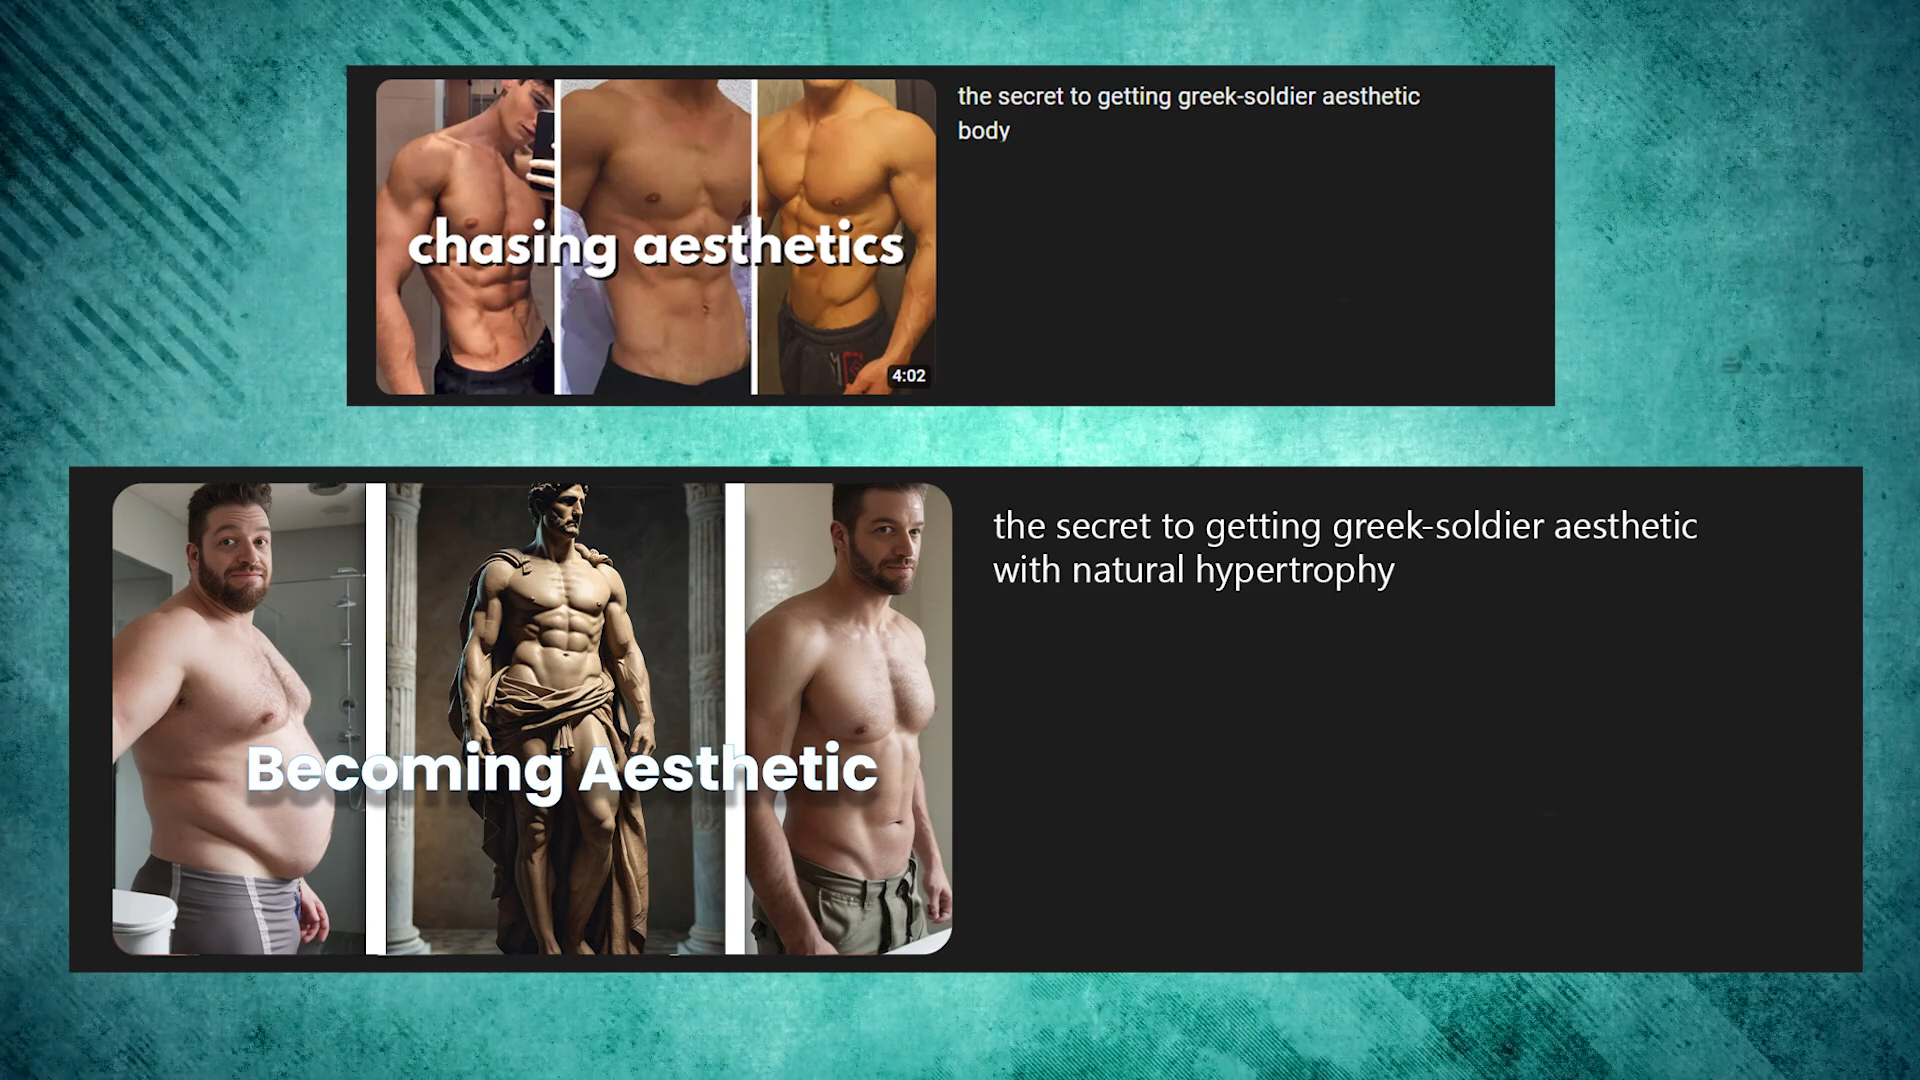 the secret to getting greek-soldier aesthetic
body
chasing aesthetics
4:02
the secret to getting greek-soldier aesthetic
with natural hypertrophy
Becoming Aesthetic